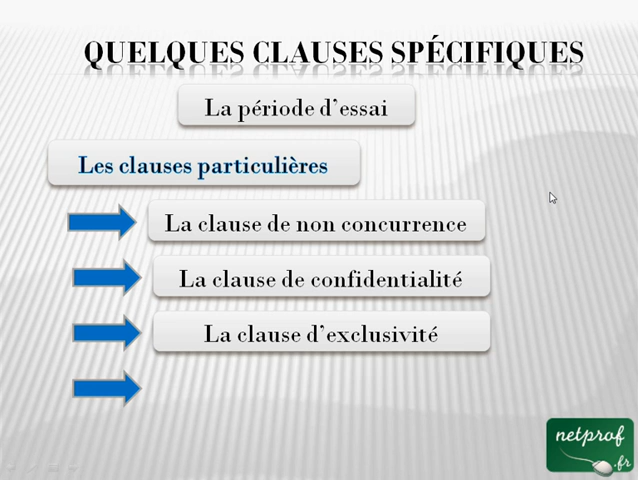 QUELQUES CLAUSES SPÉCIFIQUES
La période d’essai
Les clauses particulières
La clause de non concurrence
La clause de confidentialité
La clause d’exclusivité
netprof
.fr